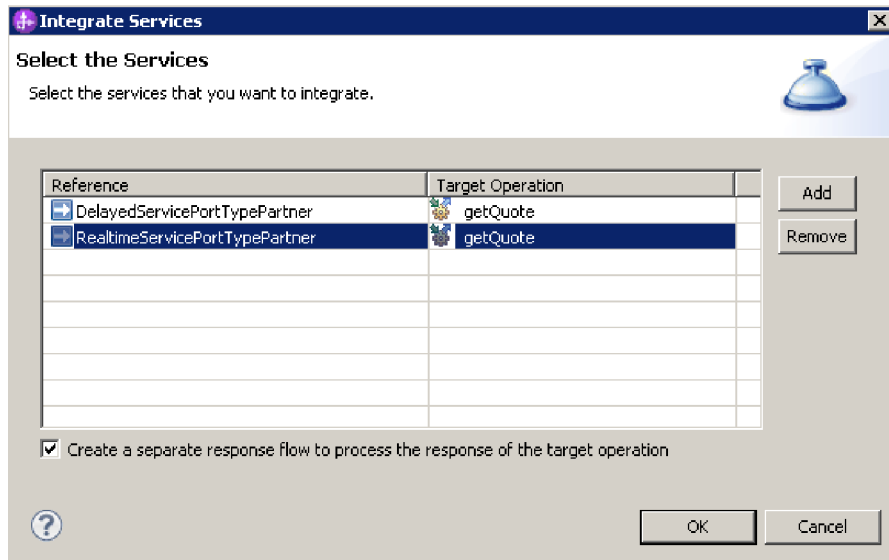 Integrate Services
Select the Services
Select the services that you want to integrate.
Reference Target Operation
DelayedServicePortTypePartner getQuote
RealtimeServicePortTypePartner getQuote
Add
Remove
Create a separate response flow to process the response of the target operation
? OK Cancel